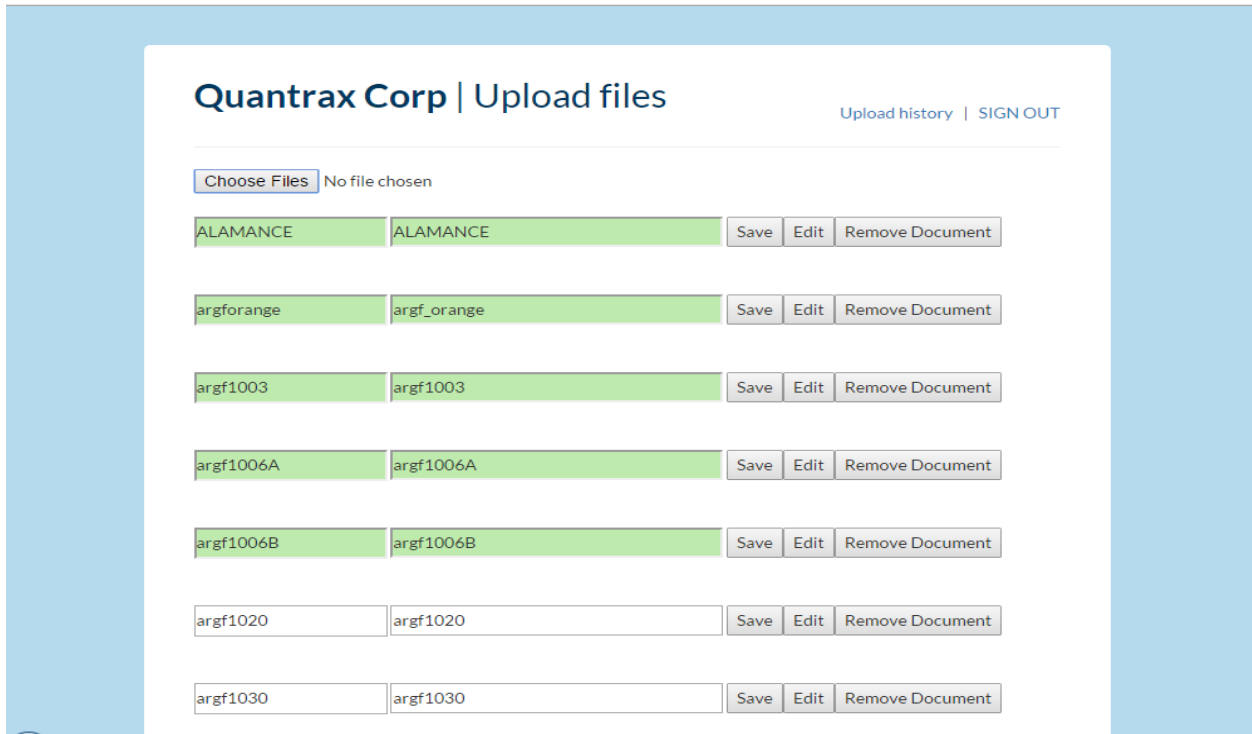 Quantrax Corp | Upload files
Upload history | SIGN OUT
Choose Files No file chosen
ALAMANCE ALAMANCE Save Edit Remove Document
argforange argf_orange Save Edit Remove Document
argf1003 argf1003 Save Edit Remove Document
argf1006A argf1006A Save Edit Remove Document
argf1006B argf1006B Save Edit Remove Document
argf1020 argf1020 Save Edit Remove Document
argf1030 argf1030 Save Edit Remove Document